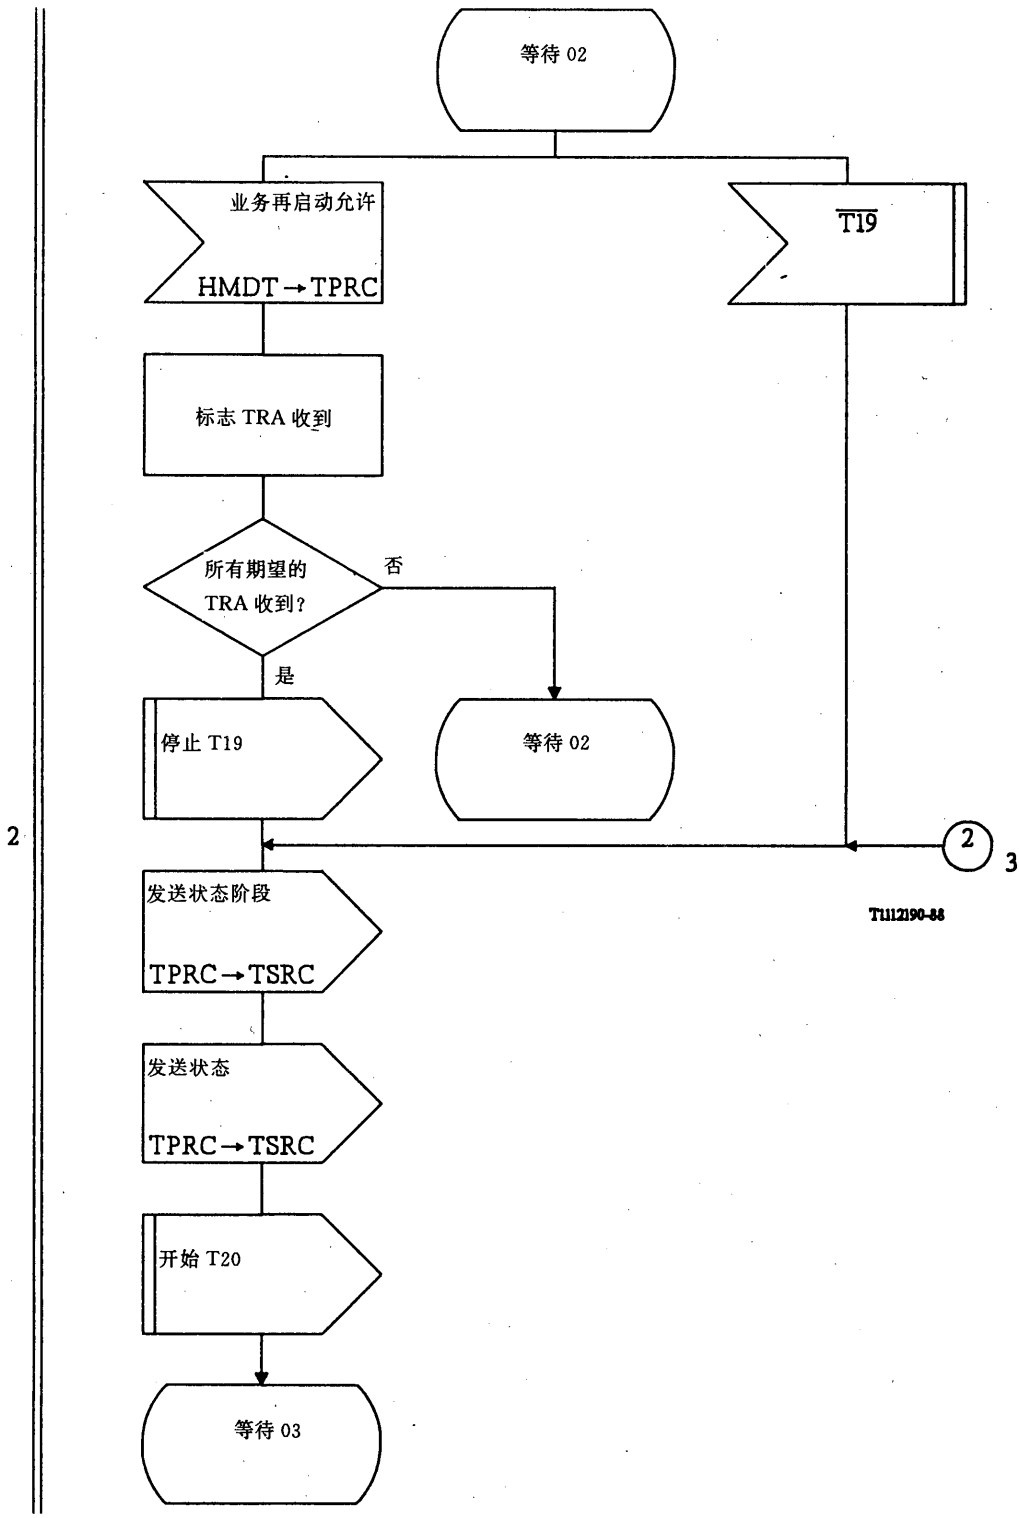 等待 02
业务再启动允许
HMDT→TPRC
T19
标志 TRA 收到
所有期望的
TRA 收到?
否
是
停止 T19
等待 02
2
2
3
T1112190-88
发送状态阶段
TPRC→TSRC
发送状态
TPRC→TSRC
开始 T20
等待 03